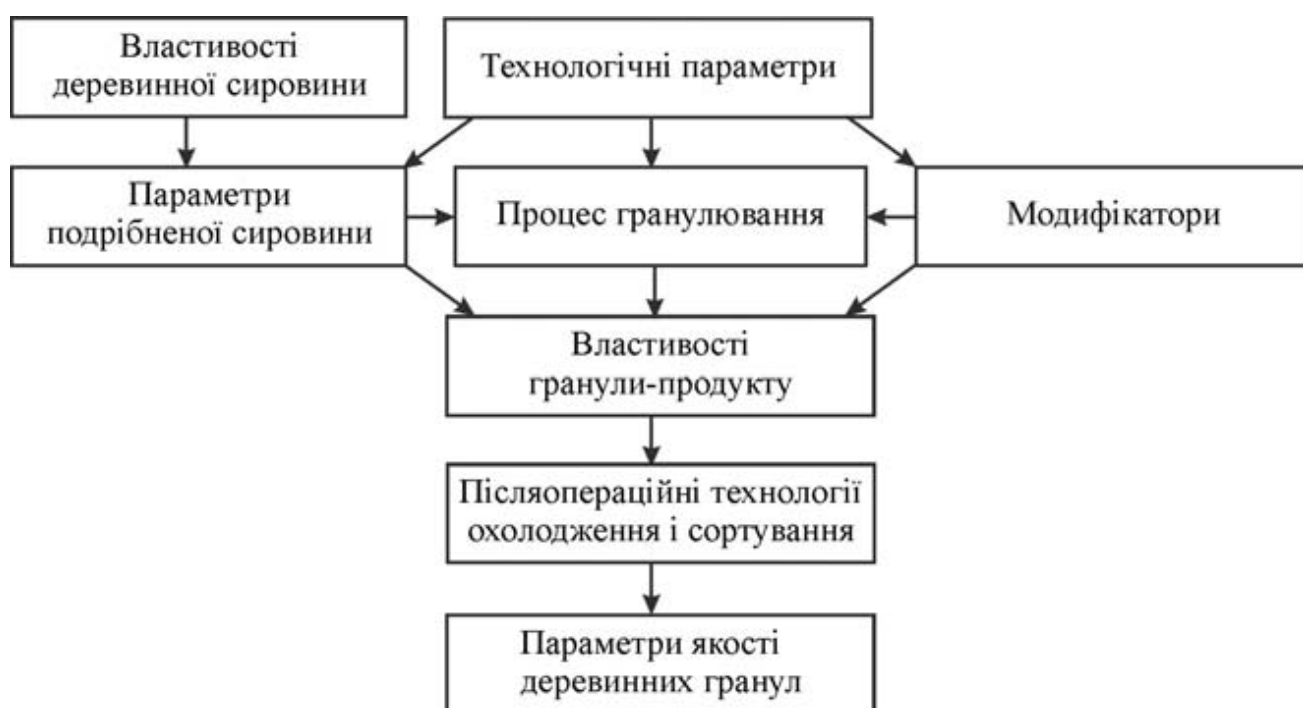 Властивості
деревинної сировини
Технологічні параметри
Параметри
подрібненої сировини
Процес гранулювання
Модифікатори
Властивості
гранули-продукту
Післяопераційні технології
охолодження і сортування
Параметри якості
деревинних гранул